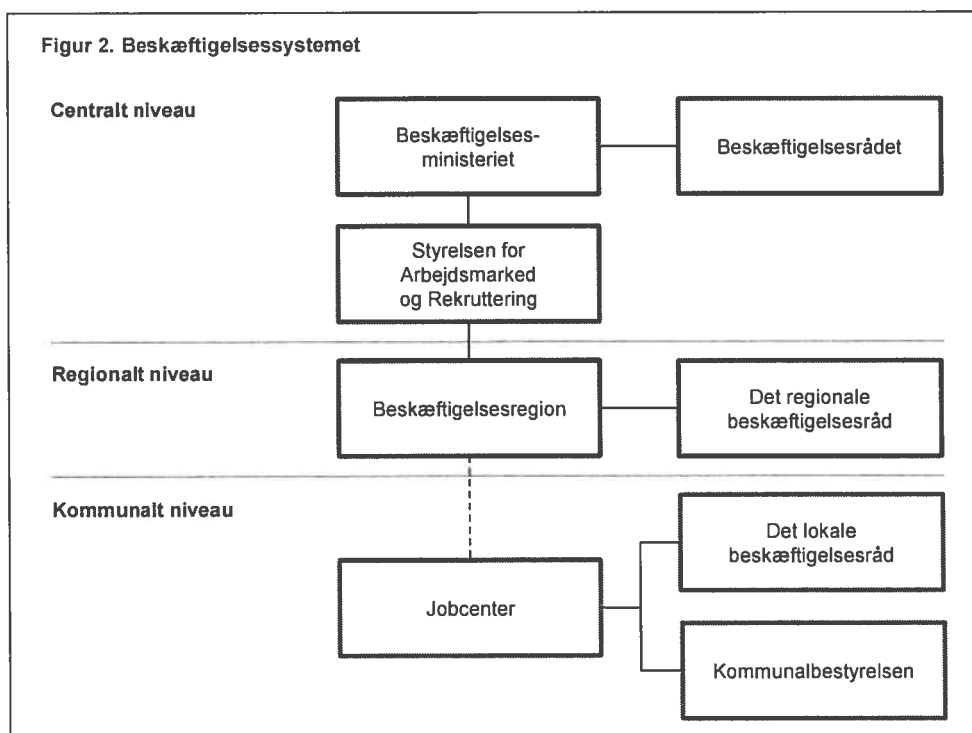 Figur 2. Beskæftigelsessystemet
Centralt niveau
Beskæftigelses-
ministeriet
Beskæftigelsesrådet
Styrelsen for
Arbejdsmarked
og Rekruttering
Regionalt niveau
Beskæftigelsesregion
Det regionale
beskæftigelsesråd
Kommunalt niveau
Det lokale
beskæftigelsesråd
Jobcenter
Kommunalbestyrelsen